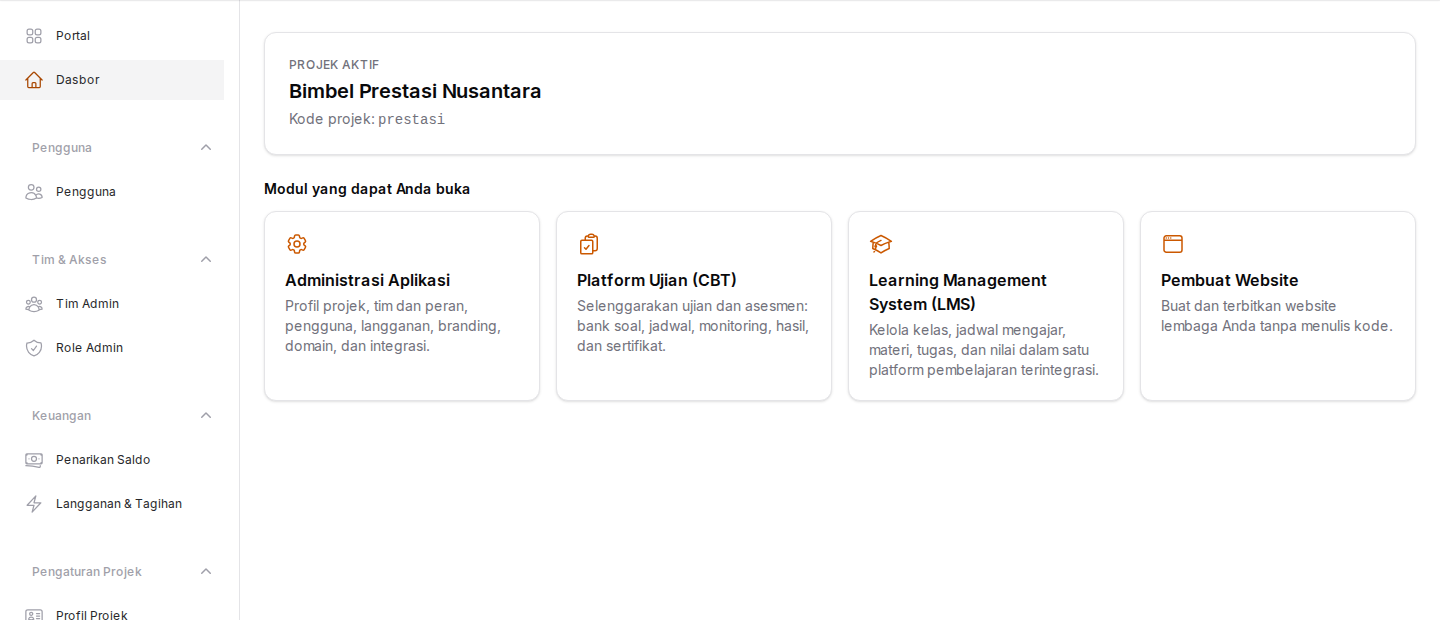 Portal
Dasbor
Pengguna
Pengguna
Tim & Akses
Tim Admin
Role Admin
Keuangan
Penarikan Saldo
Langganan & Tagihan
Pengaturan Projek
Profil Projek
PROJEK AKTIF
Bimbel Prestasi Nusantara
Kode projek: prestasi
Modul yang dapat Anda buka
Administrasi Aplikasi
Profil projek, tim dan peran,
pengguna, langganan, branding,
domain, dan integrasi.
Platform Ujian (CBT)
Selenggarakan ujian dan asesmen:
bank soal, jadwal, monitoring, hasil,
dan sertifikat.
Learning Management
System (LMS)
Kelola kelas, jadwal mengajar,
materi, tugas, dan nilai dalam satu
platform pembelajaran terintegrasi.
Pembuat Website
Buat dan terbitkan website
lembaga Anda tanpa menulis kode.